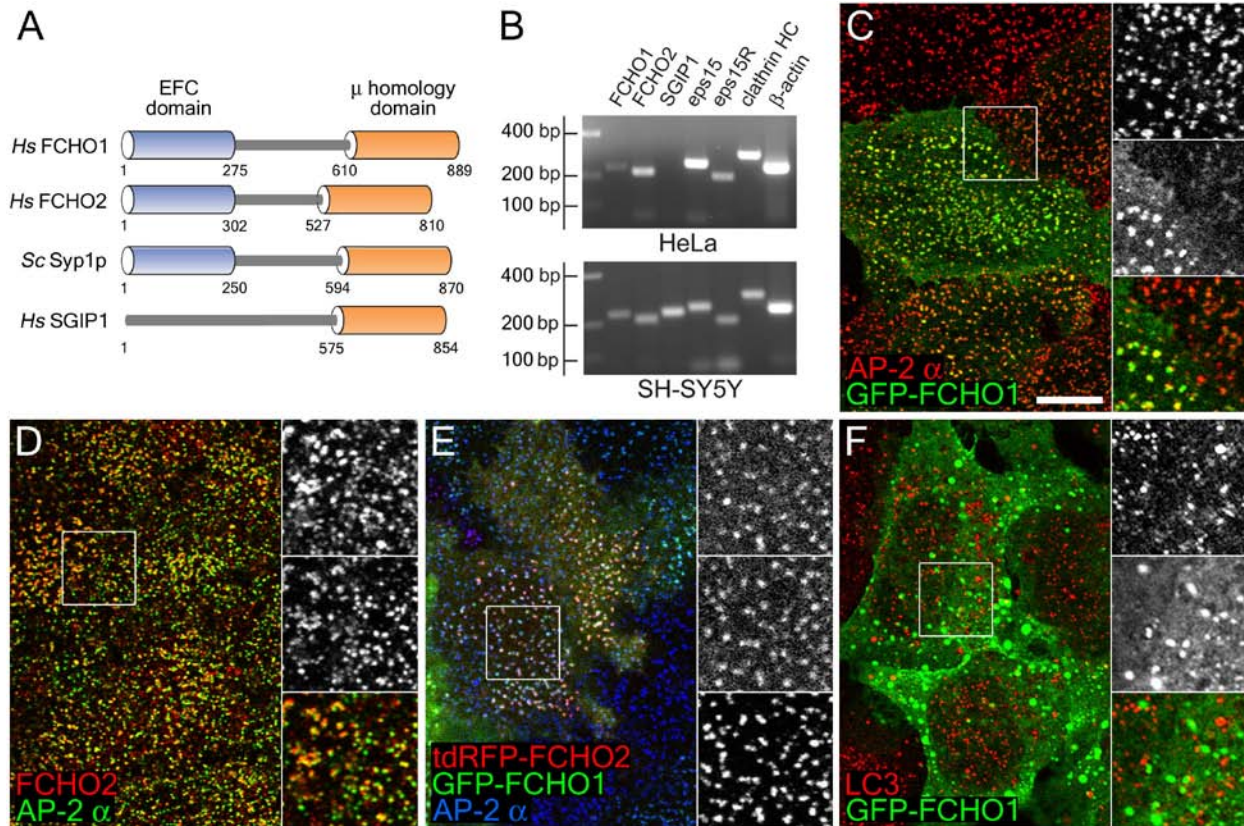 A
EFC domain
μ homology domain
Hs FCHO1
1 275 610 889
Hs FCHO2
1 302 527 810
Sc Syp1p
1 250 594 870
Hs SGIP1
1 575 854
B
FCHO1
FCHO2
SGIP1
eps15
eps15R
clathrin HC
β-actin
400 bp
200 bp
100 bp
HeLa
400 bp
200 bp
100 bp
SH-SY5Y
C
AP-2 α
GFP-FCHO1
D
FCHO2
AP-2 α
E
tdRFP-FCHO2
GFP-FCHO1
AP-2 α
F
LC3
GFP-FCHO1